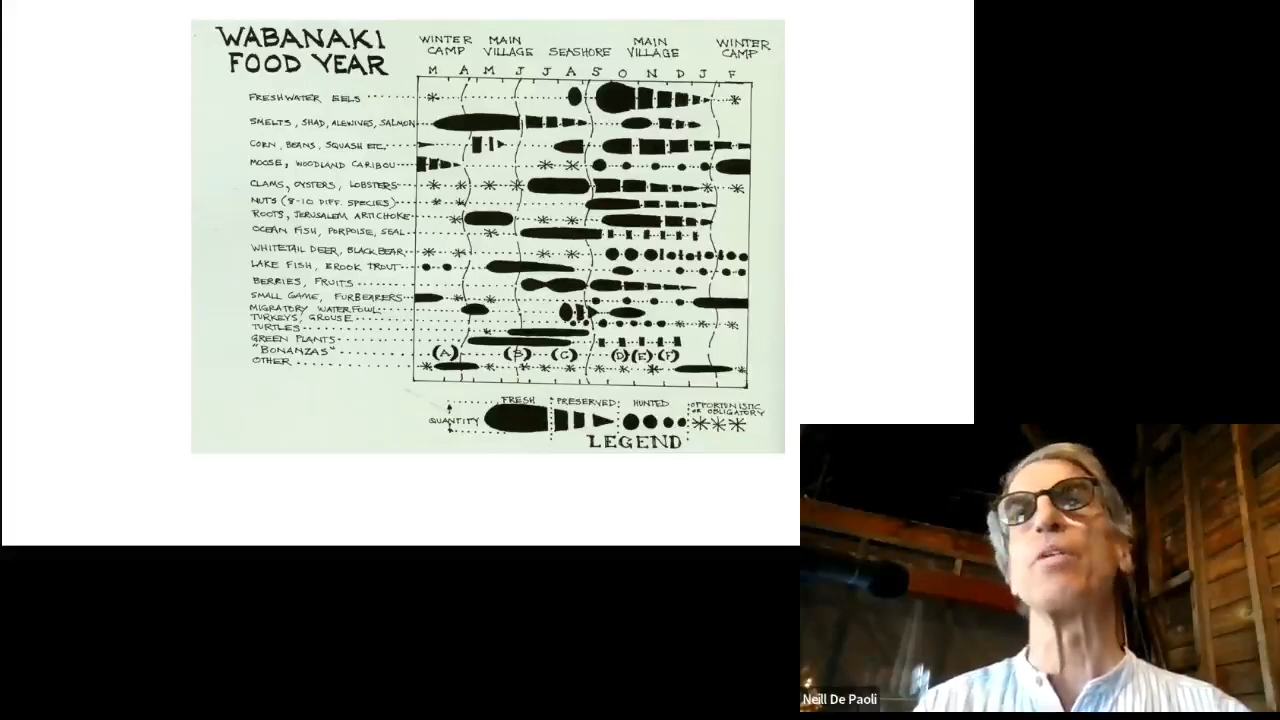 WABANAKI
FOOD YEAR
WINTER CAMP MAIN VILLAGE SEASHORE MAIN VILLAGE WINTER CAMP
M A M J J A S O N D J F
FRESHWATER EELS
SMELTS, SHAD, ALEWIVES, SALMON
CORN, BEANS, SQUASH ETC.
MOOSE, WOODLAND CARIBOU
CLAMS, OYSTERS, LOBSTERS
NUTS (8-10 DIFF. SPECIES)
ROOTS, JERUSALEM ARTICHOKE
OCEAN FISH, PORPOISE, SEAL
WHITETAIL DEER, BLACK BEAR
LAKE FISH, BROOK TROUT
BERRIES, FRUITS
SMALL GAME, FURBEARERS
MIGRATORY WATERFOWL
TURKEYS, GROUSE
TURTLES
GREEN PLANTS
"BONANZAS" (A) (B) (C) (D) (E) (F)
OTHER
FRESH PRESERVED HUNTED OPPORTUNISTIC OR OBLIGATORY
QUANTITY
LEGEND
Neill De Paoli